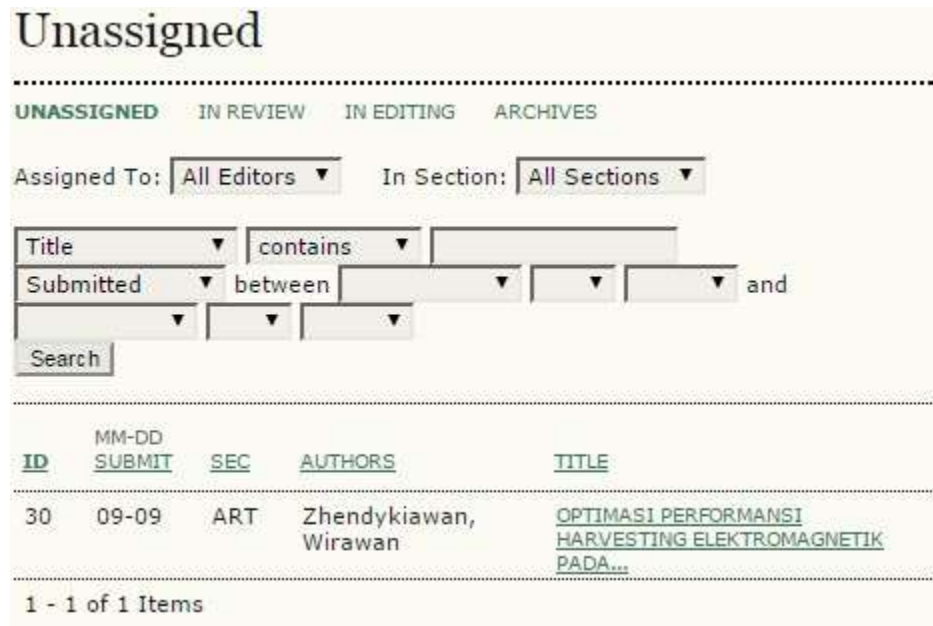 Unassigned
UNASSIGNED IN REVIEW IN EDITING ARCHIVES
Assigned To: All Editors In Section: All Sections
Title contains
Submitted between and
Search
MM-DD
ID SUBMIT SEC AUTHORS TITLE
30 09-09 ART Zhendykiawan, OPTIMASI PERFORMANSI
Wirawan HARVESTING ELEKTROMAGNETIK
PADA...
1 - 1 of 1 Items